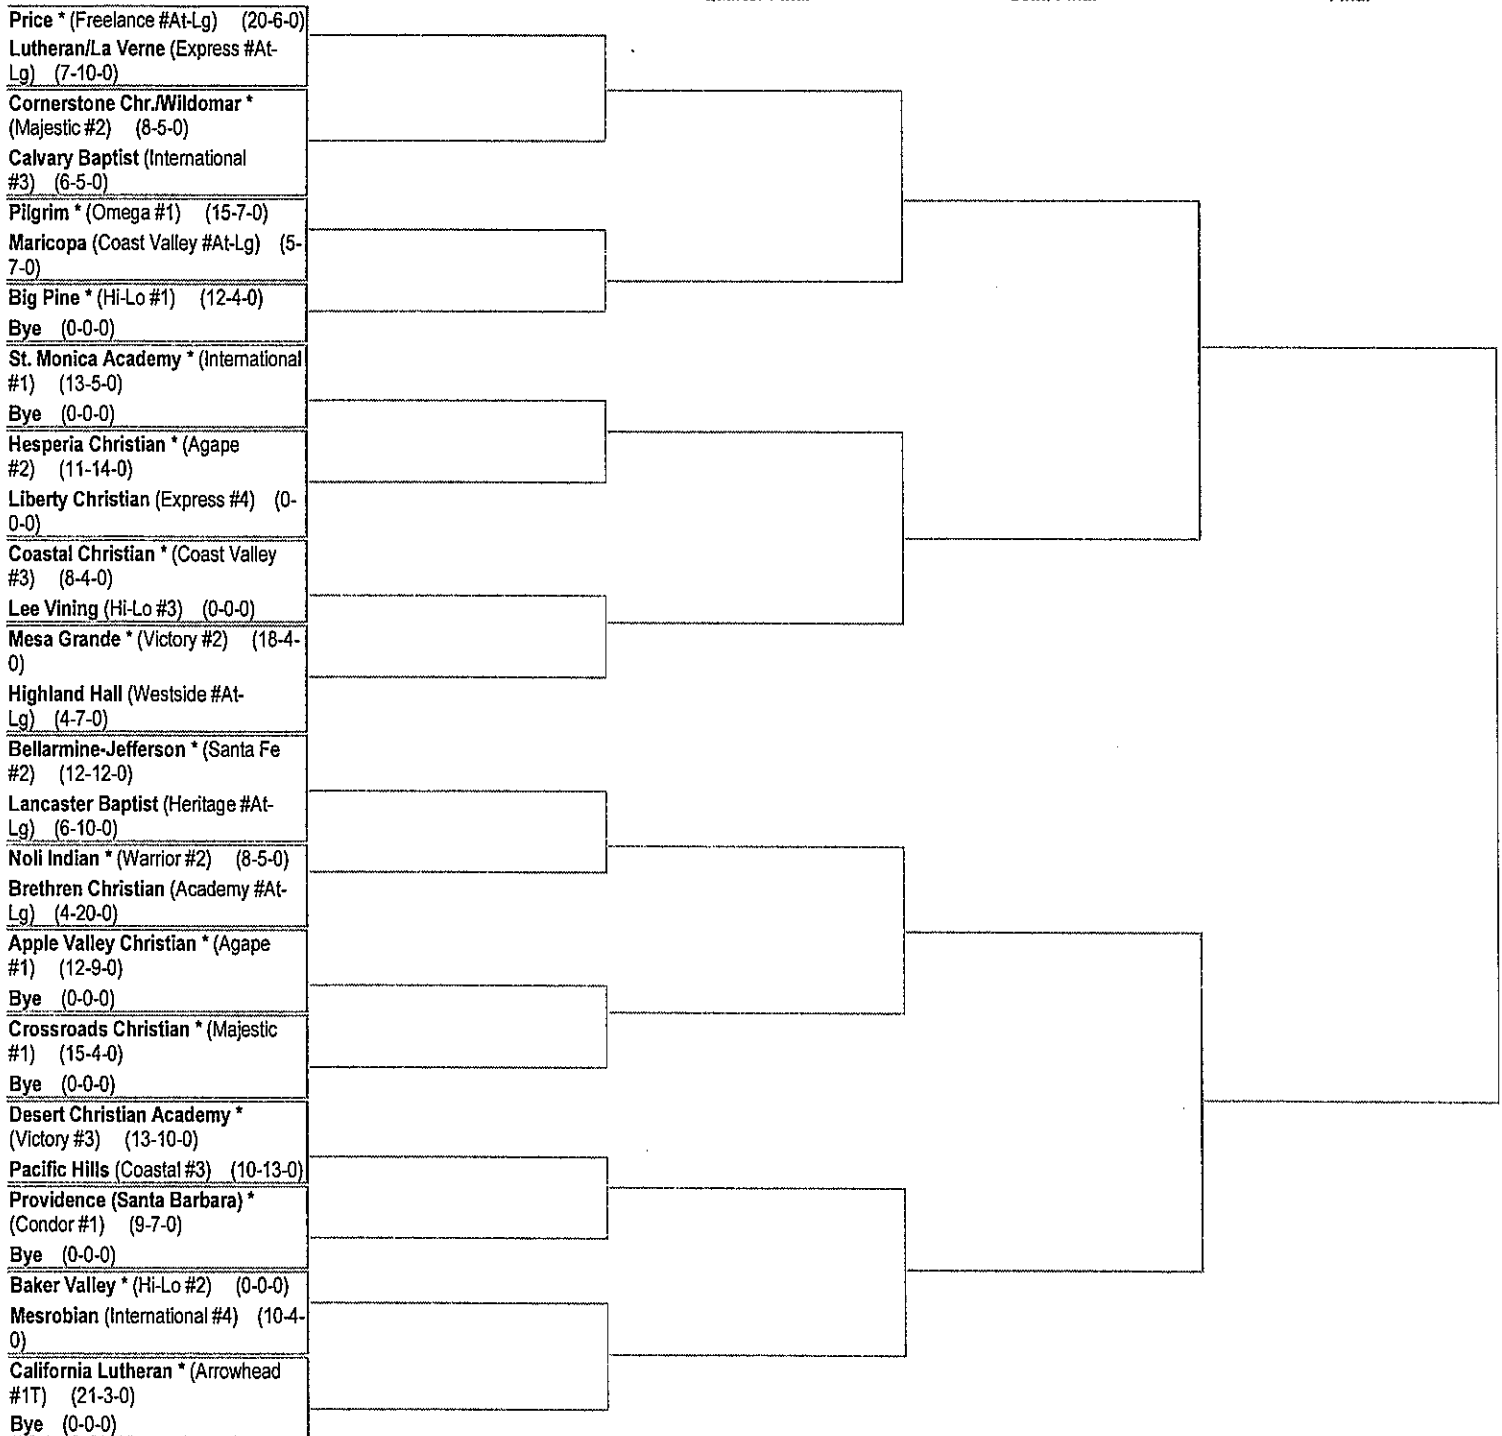 Price * (Freelance #At-Lg) (20-6-0)
Lutheran/La Verne (Express #At-
Lg) (7-10-0)
Cornerstone Chr./Wildomar *
(Majestic #2) (8-5-0)
Calvary Baptist (International
#3) (6-5-0)
Pilgrim * (Omega #1) (15-7-0)
Maricopa (Coast Valley #At-Lg) (5-
7-0)
Big Pine * (Hi-Lo #1) (12-4-0)
Bye (0-0-0)
St. Monica Academy * (International
#1) (13-5-0)
Bye (0-0-0)
Hesperia Christian * (Agape
#2) (11-14-0)
Liberty Christian (Express #4) (0-
0-0)
Coastal Christian * (Coast Valley
#3) (8-4-0)
Lee Vining (Hi-Lo #3) (0-0-0)
Mesa Grande * (Victory #2) (18-4-
0)
Highland Hall (Westside #At-
Lg) (4-7-0)
Bellarmine-Jefferson * (Santa Fe
#2) (12-12-0)
Lancaster Baptist (Heritage #At-
Lg) (6-10-0)
Noli Indian * (Warrior #2) (8-5-0)
Brethren Christian (Academy #At-
Lg) (4-20-0)
Apple Valley Christian * (Agape
#1) (12-9-0)
Bye (0-0-0)
Crossroads Christian * (Majestic
#1) (15-4-0)
Bye (0-0-0)
Desert Christian Academy *
(Victory #3) (13-10-0)
Pacific Hills (Coastal #3) (10-13-0)
Providence (Santa Barbara) *
(Condor #1) (9-7-0)
Bye (0-0-0)
Baker Valley * (Hi-Lo #2) (0-0-0)
Mesrobian (International #4) (10-4-
0)
California Lutheran * (Arrowhead
#1T) (21-3-0)
Bye (0-0-0)